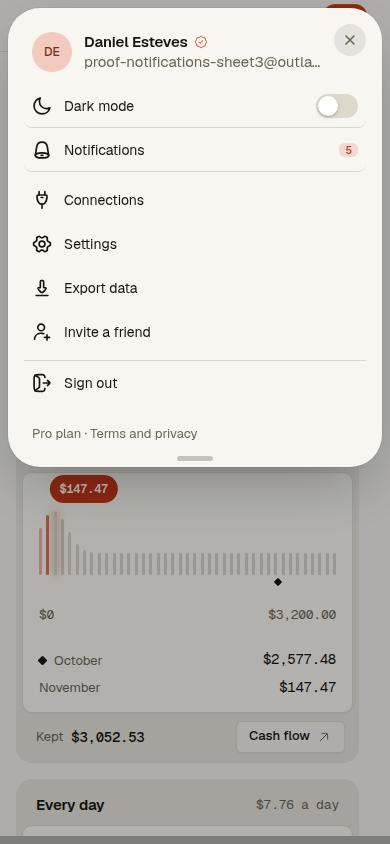 DE
Daniel Esteves
proof-notifications-sheet3@outla...
Dark mode
Notifications 5
Connections
Settings
Export data
Invite a friend
Sign out
Pro plan · Terms and privacy
$147.47
$0 $3,200.00
October $2,577.48
November $147.47
Kept $3,052.53 Cash flow
Every day $7.76 a day